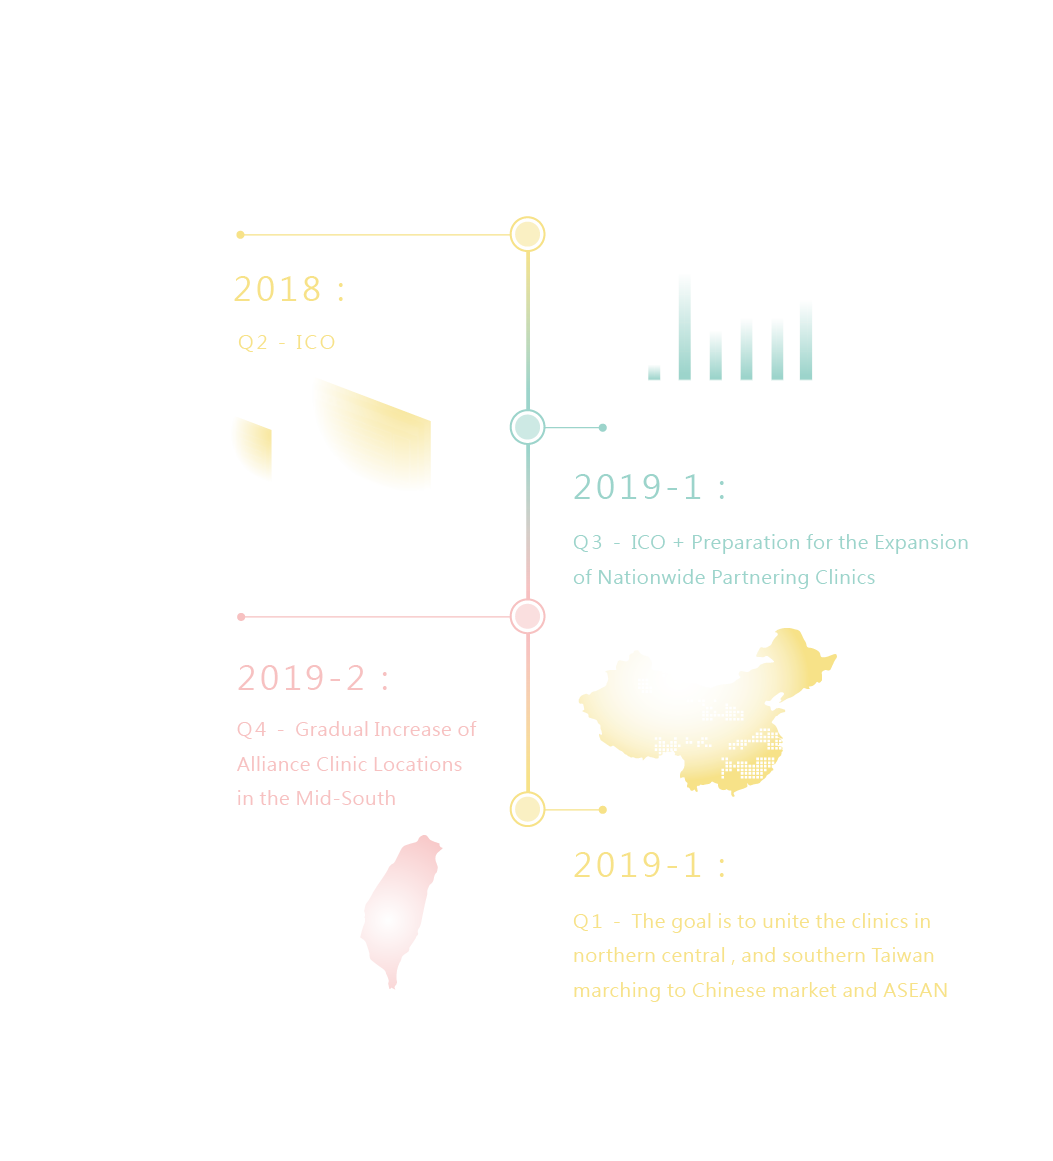 2018 :
Q2 - ICO
2019-1 :
Q3 - ICO + Preparation for the Expansion
of Nationwide Partnering Clinics
2019-2 :
Q4 - Gradual Increase of
Alliance Clinic Locations
in the Mid-South
2019-1 :
Q1 - The goal is to unite the clinics in
northern central , and southern Taiwan
marching to Chinese market and ASEAN